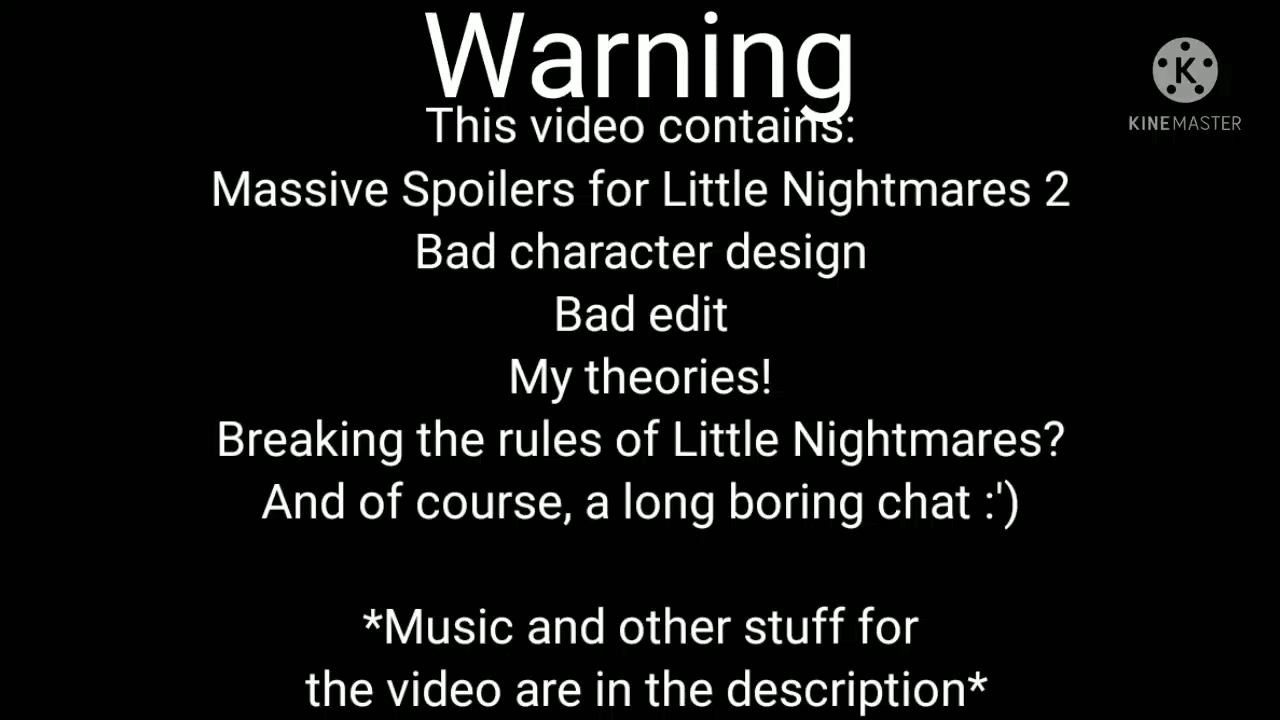 Warning
This video contains:
Massive Spoilers for Little Nightmares 2
Bad character design
Bad edit
My theories!
Breaking the rules of Little Nightmares?
And of course, a long boring chat :')
*Music and other stuff for
the video are in the description*
K
KINEMASTER